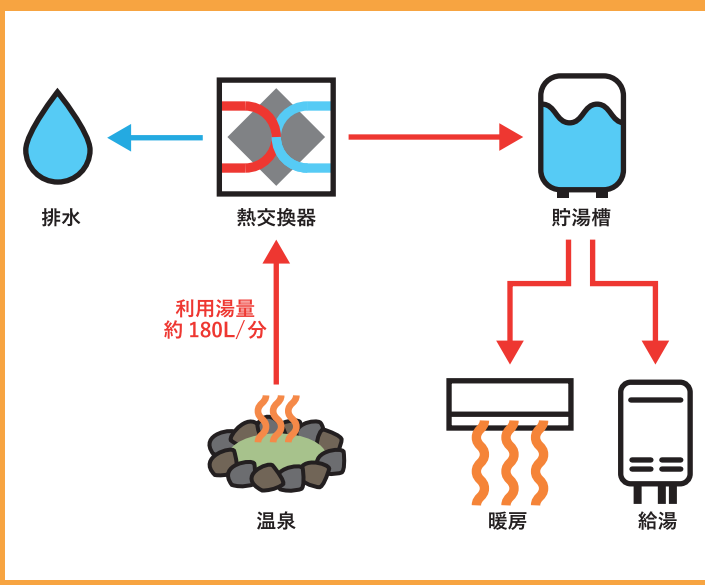 排水
熱交換器
貯湯槽
利用湯量
約 180L/分
温泉
暖房
給湯